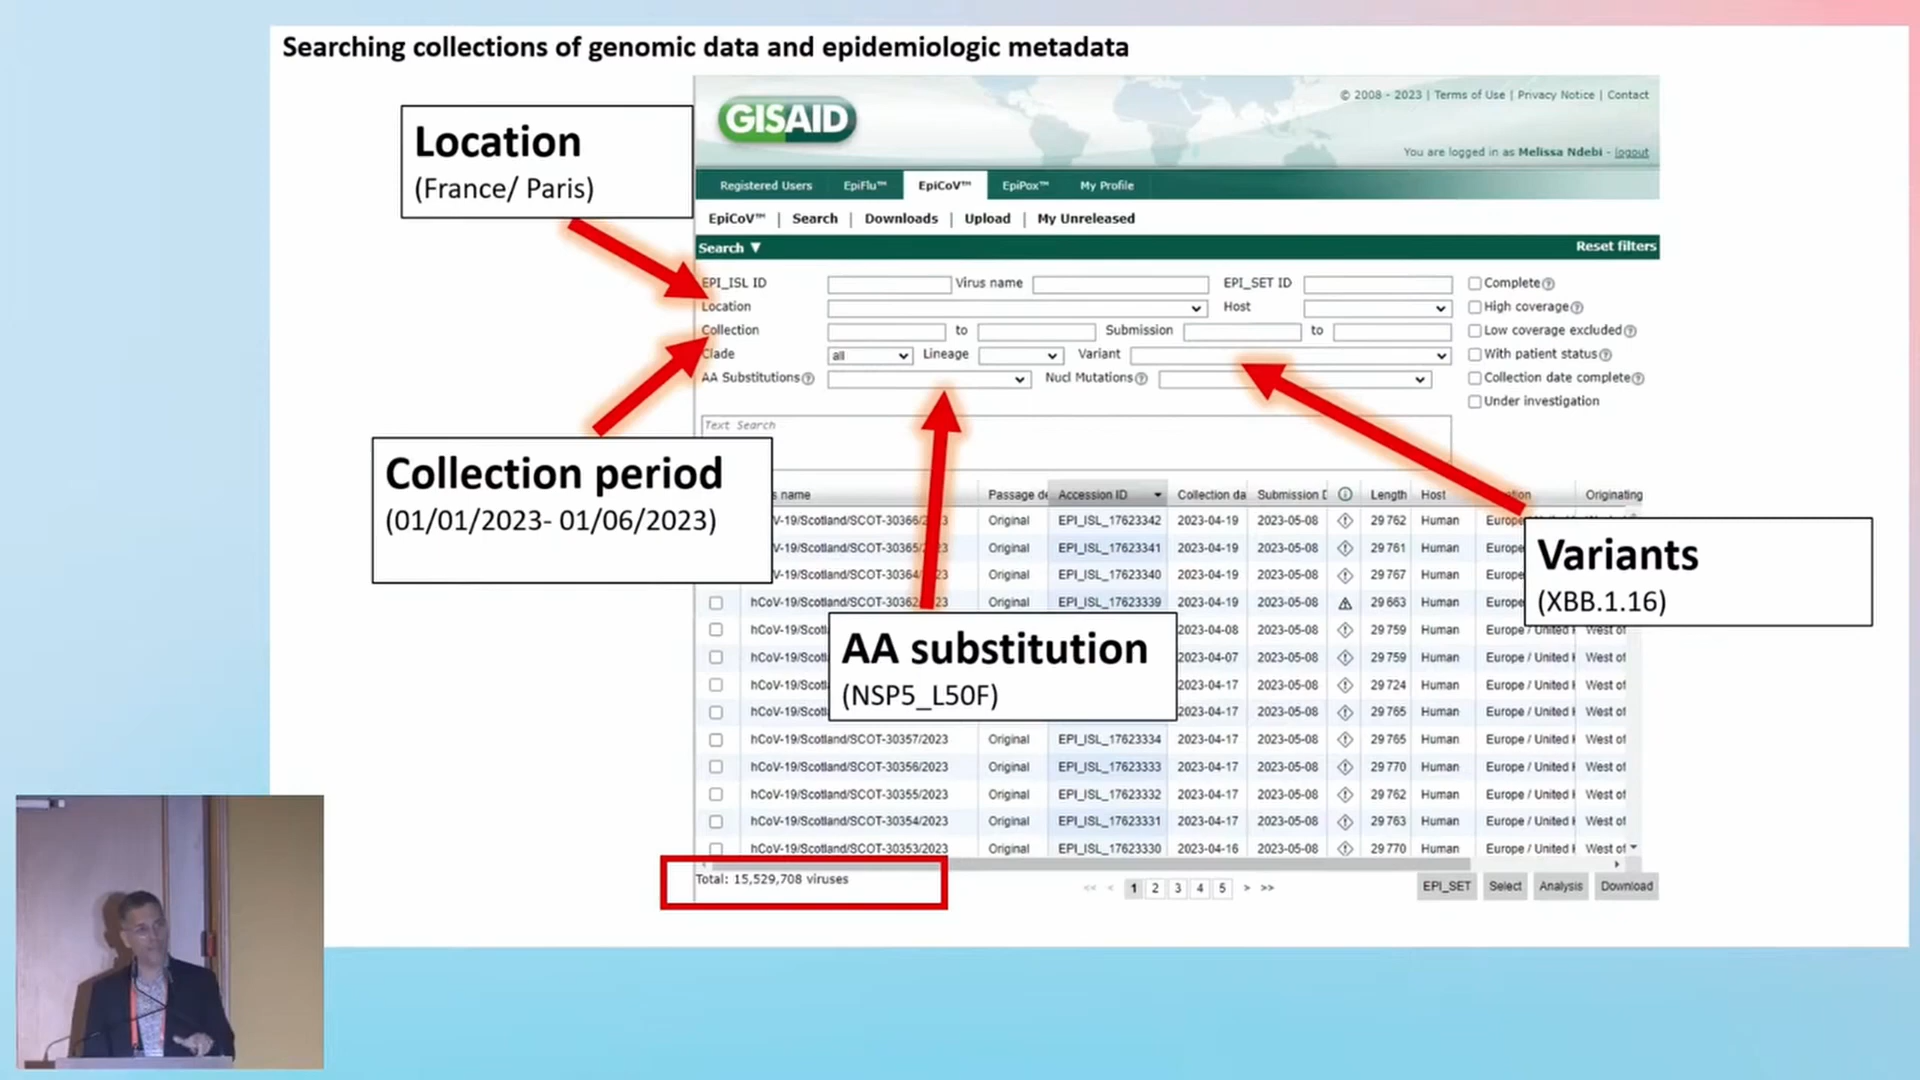 Searching collections of genomic data and epidemiologic metadata
GISAID
© 2008 - 2023 | Terms of Use | Privacy Notice | Contact
You are logged in as Melissa Ndebi - logout
Registered Users EpiFlu™ EpiCoV™ EpiPox™ My Profile
EpiCoV™ | Search | Downloads | Upload | My Unreleased
Search ▼ Reset filters
Location
(France/ Paris)
EPI_ISL ID Virus name EPI_SET ID Complete
Location Host High coverage
Collection to Submission to Low coverage excluded
Clade all Lineage Variant With patient status
AA Substitutions Nucl Mutations Collection date complete
Under investigation
Text Search
Collection period
(01/01/2023- 01/06/2023)
Variants
(XBB.1.16)
AA substitution
(NSP5_L50F)
name Passage de Accession ID Collection da Submission D Length Host Originating
V-19/Scotland/SCOT-30366/2 3 Original EPI_ISL_17623342 2023-04-19 2023-05-08 29 762 Human Europe
V-19/Scotland/SCOT-30365/2 3 Original EPI_ISL_17623341 2023-04-19 2023-05-08 29 761 Human Europe
V-19/Scotland/SCOT-30364/ 23 Original EPI_ISL_17623340 2023-04-19 2023-05-08 29 767 Human Europe
hCoV-19/Scotland/SCOT-30362/ 23 Original EPI_ISL_17623339 2023-04-19 2023-05-08 29 663 Human Europe
hCoV-19/Scotl 2023-04-08 2023-05-08 29 759 Human Europe / United West of
hCoV-19/Scotl 2023-04-07 2023-05-08 29 759 Human Europe / United West of
hCoV-19/Scotl 2023-04-17 2023-05-08 29 724 Human Europe / United West of
hCoV-19/Scotl 2023-04-17 2023-05-08 29 765 Human Europe / United West of
hCoV-19/Scotland/SCOT-30357/2023 Original EPI_ISL_17623334 2023-04-17 2023-05-08 29 765 Human Europe / United West of
hCoV-19/Scotland/SCOT-30356/2023 Original EPI_ISL_17623333 2023-04-17 2023-05-08 29 770 Human Europe / United West of
hCoV-19/Scotland/SCOT-30355/2023 Original EPI_ISL_17623332 2023-04-17 2023-05-08 29 762 Human Europe / United West of
hCoV-19/Scotland/SCOT-30354/2023 Original EPI_ISL_17623331 2023-04-17 2023-05-08 29 763 Human Europe / United West of
hCoV-19/Scotland/SCOT-30353/2023 Original EPI_ISL_17623330 2023-04-16 2023-05-08 29 770 Human Europe / United West of
Total: 15,529,708 viruses
<< < 1 2 3 4 5 > >> EPI_SET Select Analysis Download